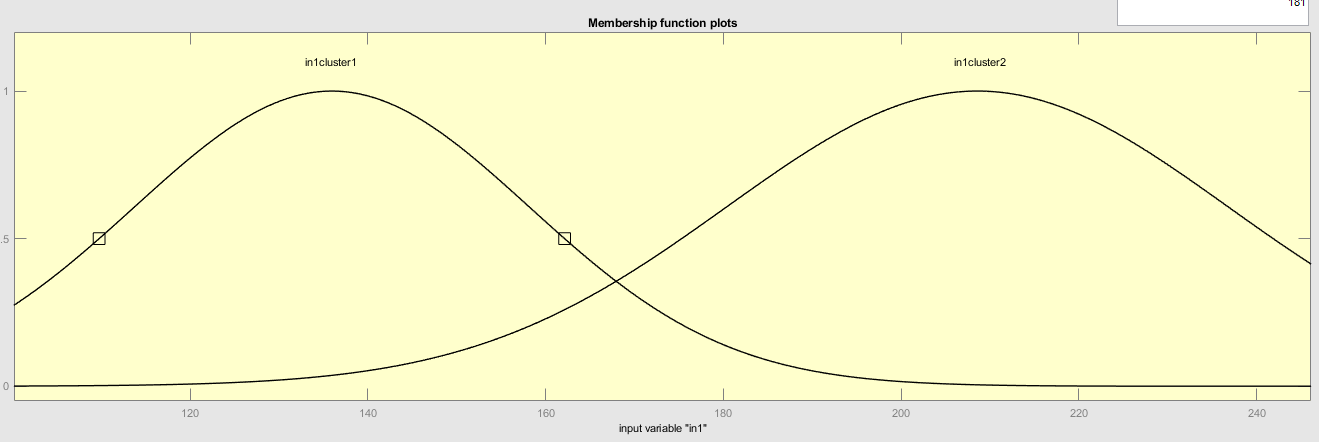 181
Membership function plots
in1cluster1 in1cluster2
1
.5
0
120 140 160 180 200 220 240
input variable "in1"